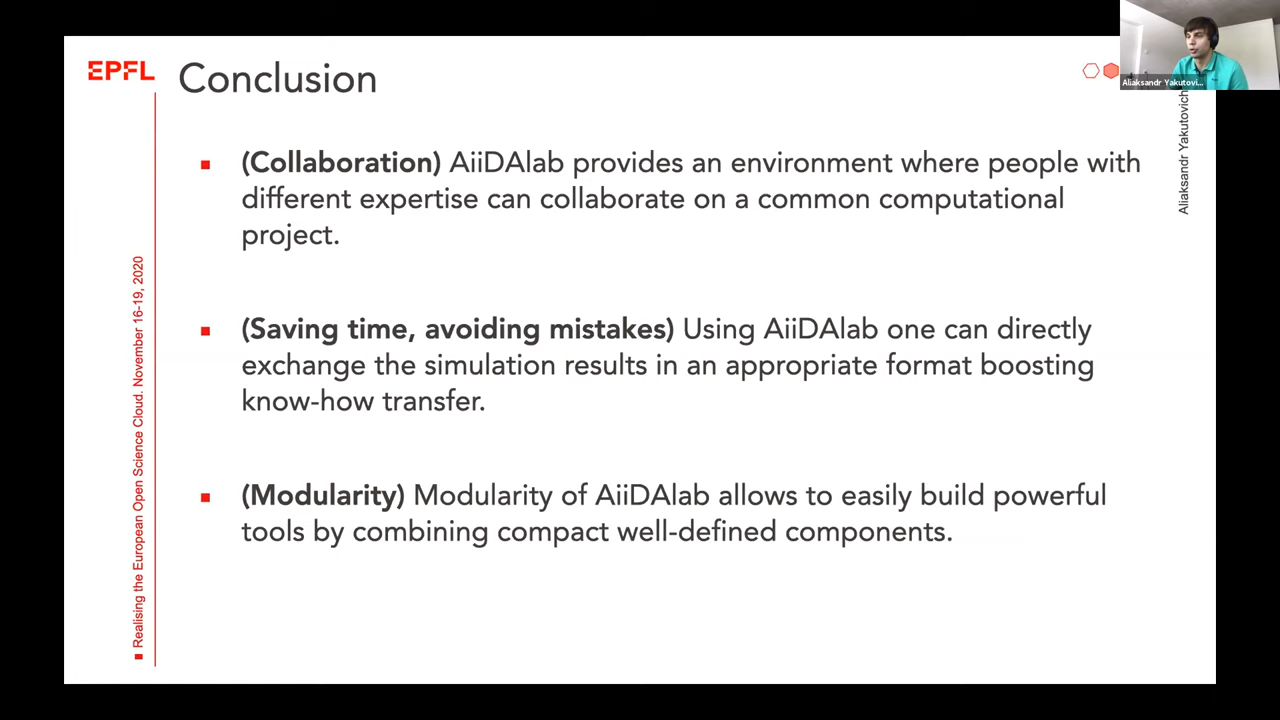 EPFL
Conclusion
(Collaboration) AiiDAlab provides an environment where people with
different expertise can collaborate on a common computational
project.
(Saving time, avoiding mistakes) Using AiiDAlab one can directly
exchange the simulation results in an appropriate format boosting
know-how transfer.
(Modularity) Modularity of AiiDAlab allows to easily build powerful
tools by combining compact well-defined components.
Realising the European Open Science Cloud. November 16-19, 2020
Aliaksandr Yakutovi...
Aliaksandr Yakutovich